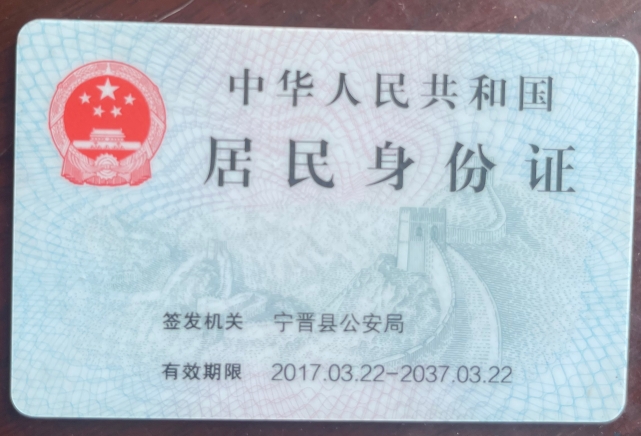 中华人民共和国
居民身份证
签发机关 宁晋县公安局
有效期限 2017.03.22-2037.03.22